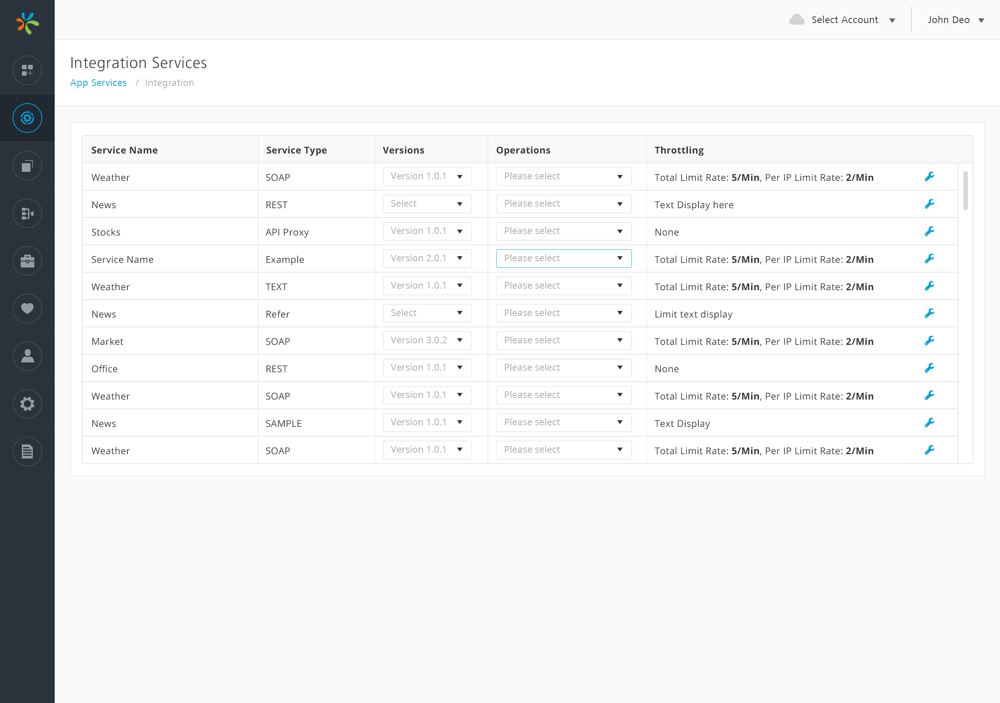 Select Account John Deo
Integration Services
App Services / Integration
Service Name Service Type Versions Operations Throttling
Weather SOAP Version 1.0.1 Please select Total Limit Rate: 5/Min, Per IP Limit Rate: 2/Min
News REST Select Please select Text Display here
Stocks API Proxy Version 1.0.1 Please select None
Service Name Example Version 2.0.1 Please select Total Limit Rate: 5/Min, Per IP Limit Rate: 2/Min
Weather TEXT Version 1.0.1 Please select Total Limit Rate: 5/Min, Per IP Limit Rate: 2/Min
News Refer Select Please select Limit text display
Market SOAP Version 3.0.2 Please select Total Limit Rate: 5/Min, Per IP Limit Rate: 2/Min
Office REST Version 1.0.1 Please select None
Weather SOAP Version 1.0.1 Please select Total Limit Rate: 5/Min, Per IP Limit Rate: 2/Min
News SAMPLE Version 1.0.1 Please select Text Display
Weather SOAP Version 1.0.1 Please select Total Limit Rate: 5/Min, Per IP Limit Rate: 2/Min